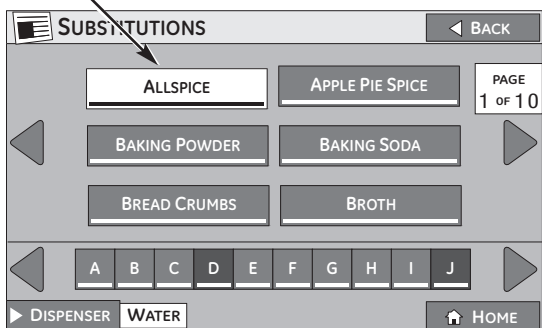 SUBSTITUTIONS BACK
ALLSPICE APPLE PIE SPICE PAGE
1 OF 10
BAKING POWDER BAKING SODA
BREAD CRUMBS BROTH
A B C D E F G H I J
DISPENSER WATER HOME